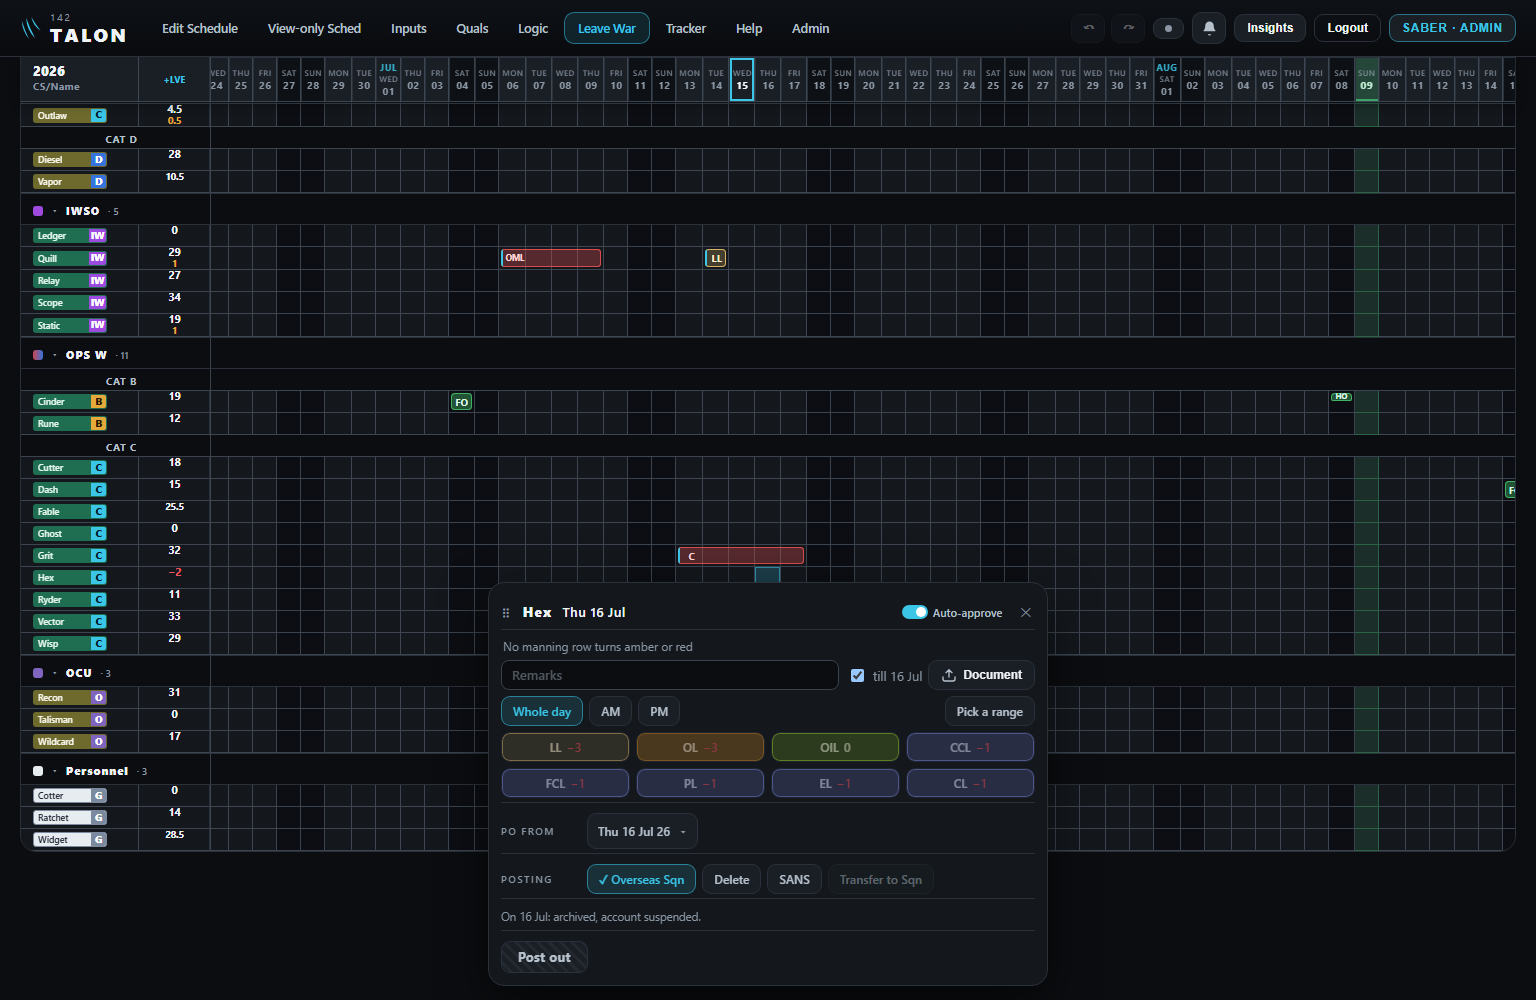 142
TALON
Edit Schedule
View-only Sched
Inputs
Quals
Logic
Leave War
Tracker
Help
Admin
Insights
Logout
SABER · ADMIN
2026
CS/Name
+LVE
WED 24
THU 25
FRI 26
SAT 27
SUN 28
MON 29
TUE 30
JUL WED 01
THU 02
FRI 03
SAT 04
SUN 05
MON 06
TUE 07
WED 08
THU 09
FRI 10
SAT 11
SUN 12
MON 13
TUE 14
WED 15
THU 16
FRI 17
SAT 18
SUN 19
MON 20
TUE 21
WED 22
THU 23
FRI 24
SAT 25
SUN 26
MON 27
TUE 28
WED 29
THU 30
FRI 31
AUG SAT 01
SUN 02
MON 03
TUE 04
WED 05
THU 06
FRI 07
SAT 08
SUN 09
MON 10
TUE 11
WED 12
THU 13
FRI 14
Outlaw C 4.5 0.5
CAT D
Diesel D 28
Vapor D 10.5
IWSO · 5
Ledger IW 0
Quill IW 29 1 OML LL
Relay IW 27
Scope IW 34
Static IW 19 1
OPS W · 11
CAT B
Cinder B 19 FO HO
Rune B 12
CAT C
Cutter C 18
Dash C 15
Fable C 25.5
Ghost C 0
Grit C 32 C
Hex C −2
Ryder C 11
Vector C 33
Wisp C 29
OCU · 3
Recon O 31
Talisman O 0
Wildcard O 17
Personnel · 3
Cotter G 0
Ratchet G 14
Widget G 28.5
Hex Thu 16 Jul
Auto-approve
No manning row turns amber or red
Remarks
till 16 Jul
Document
Whole day
AM
PM
Pick a range
LL −3
OL −3
OIL 0
CCL −1
FCL −1
PL −1
EL −1
CL −1
PO FROM
Thu 16 Jul 26
POSTING
✓ Overseas Sqn
Delete
SANS
Transfer to Sqn
On 16 Jul: archived, account suspended.
Post out